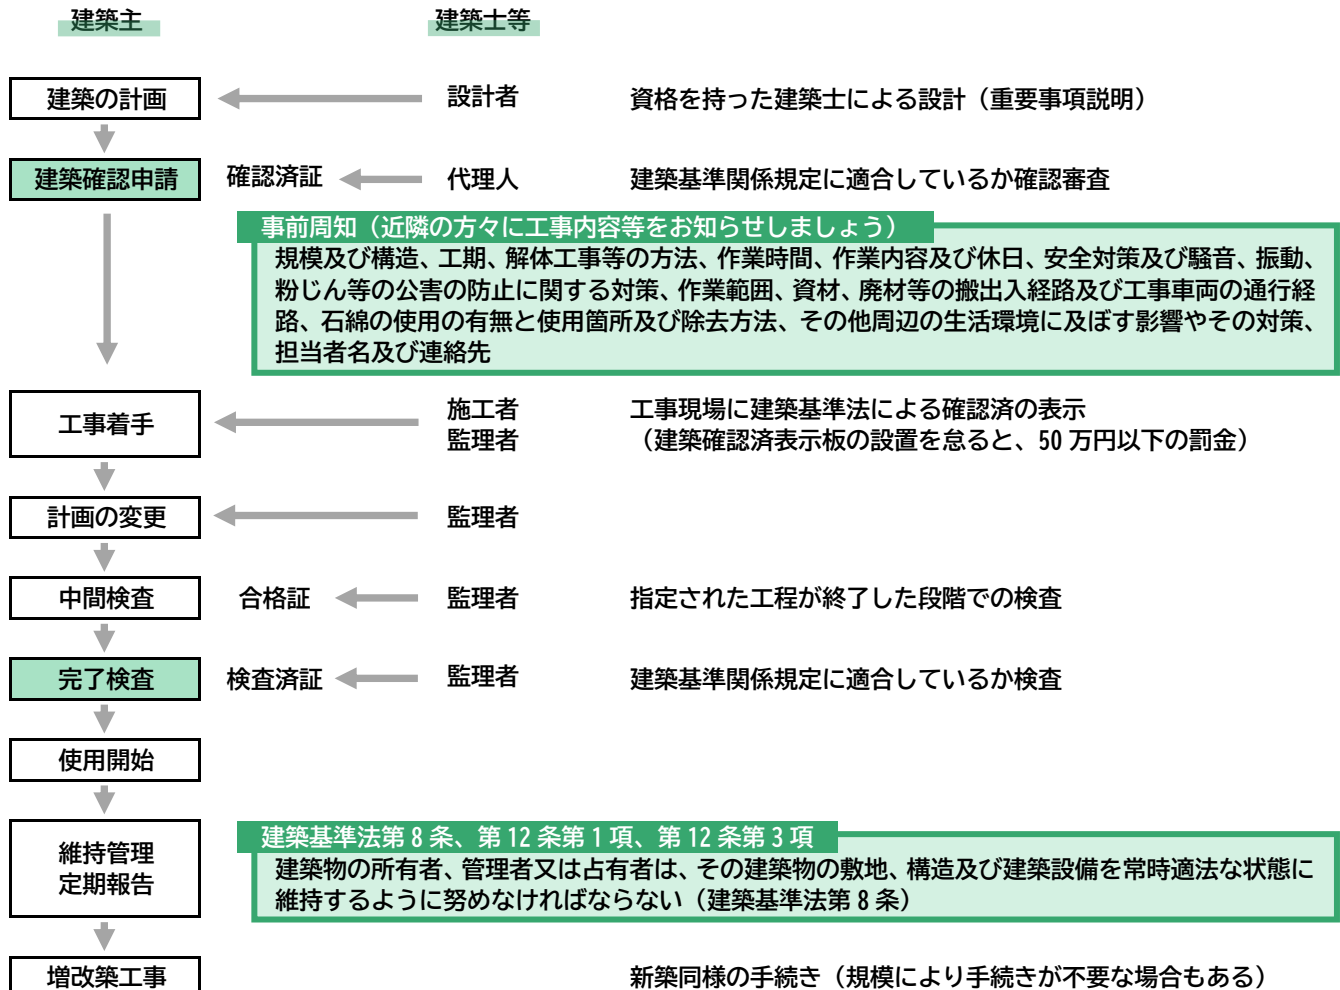 建築主
建築士等
建築の計画
設計者
資格を持った建築士による設計（重要事項説明）
建築確認申請
確認済証
代理人
建築基準関係規定に適合しているか確認審査
事前周知（近隣の方々に工事内容等をお知らせしましょう）
規模及び構造、工期、解体工事等の方法、作業時間、作業内容及び休日、安全対策及び騒音、振動、
粉じん等の公害の防止に関する対策、作業範囲、資材、廃材等の搬出入経路及び工事車両の通行経
路、石綿の使用の有無と使用箇所及び除去方法、その他周辺の生活環境に及ぼす影響やその対策、
担当者名及び連絡先
工事着手
施工者
監理者
工事現場に建築基準法による確認済の表示
（建築確認済表示板の設置を怠ると、50 万円以下の罰金）
計画の変更
監理者
中間検査
合格証
監理者
指定された工程が終了した段階での検査
完了検査
検査済証
監理者
建築基準関係規定に適合しているか検査
使用開始
維持管理
定期報告
建築基準法第 8 条、第 12 条第 1 項、第 12 条第 3 項
建築物の所有者、管理者又は占有者は、その建築物の敷地、構造及び建築設備を常時適法な状態に
維持するように努めなければならない（建築基準法第 8 条）
増改築工事
新築同様の手続き（規模により手続きが不要な場合もある）